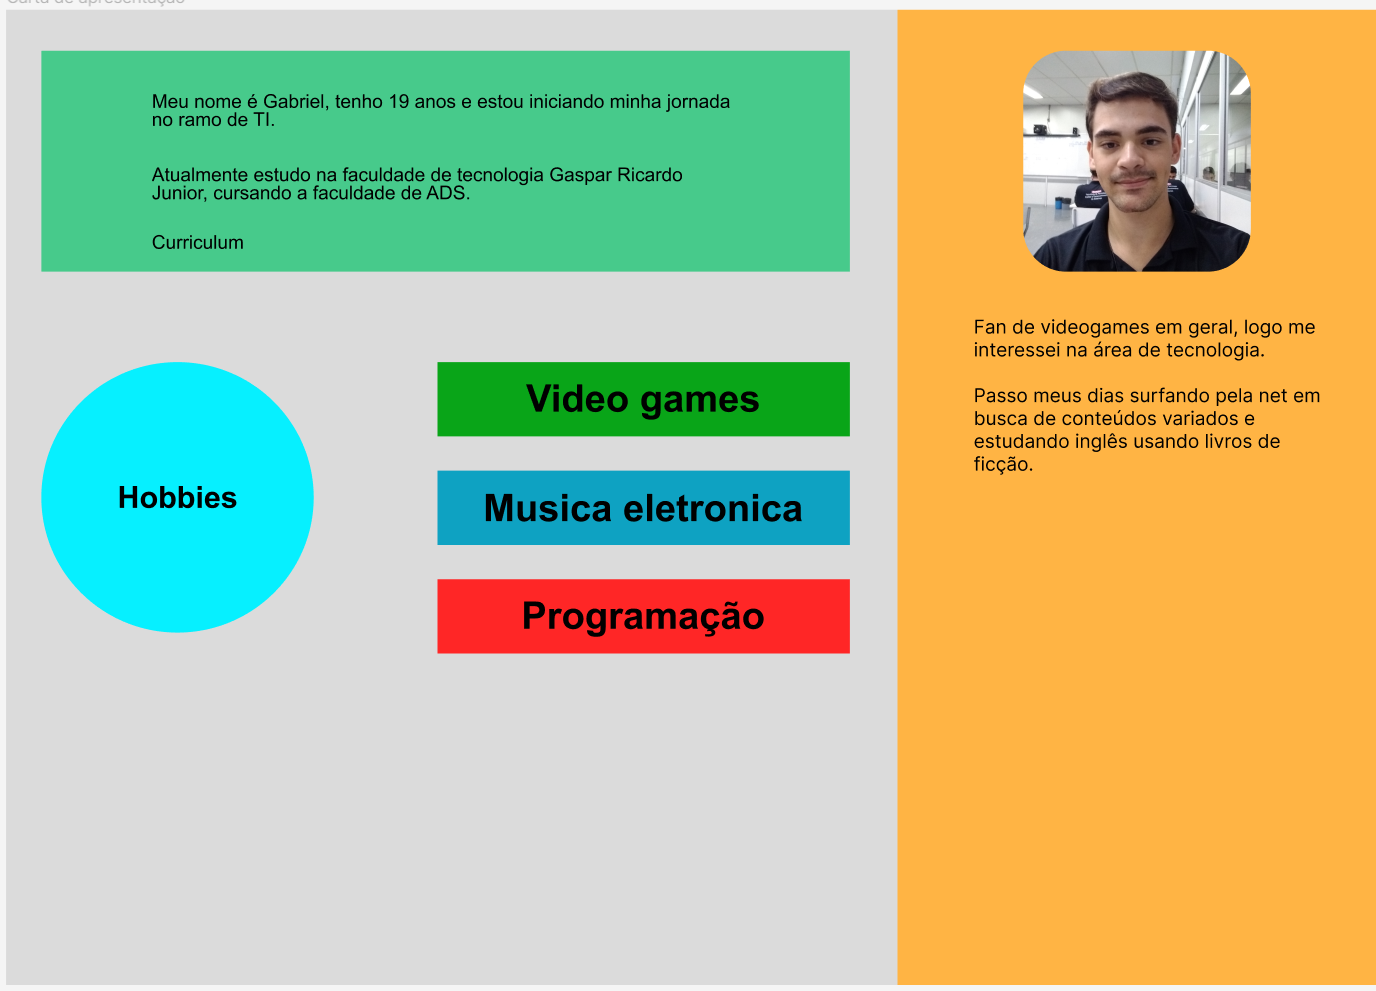 Carta de apresentação
Meu nome é Gabriel, tenho 19 anos e estou iniciando minha jornada
no ramo de TI.
Atualmente estudo na faculdade de tecnologia Gaspar Ricardo
Junior, cursando a faculdade de ADS.
Curriculum
Hobbies
Video games
Musica eletronica
Programação
Fan de videogames em geral, logo me
interessei na área de tecnologia.
Passo meus dias surfando pela net em
busca de conteúdos variados e
estudando inglês usando livros de
ficção.